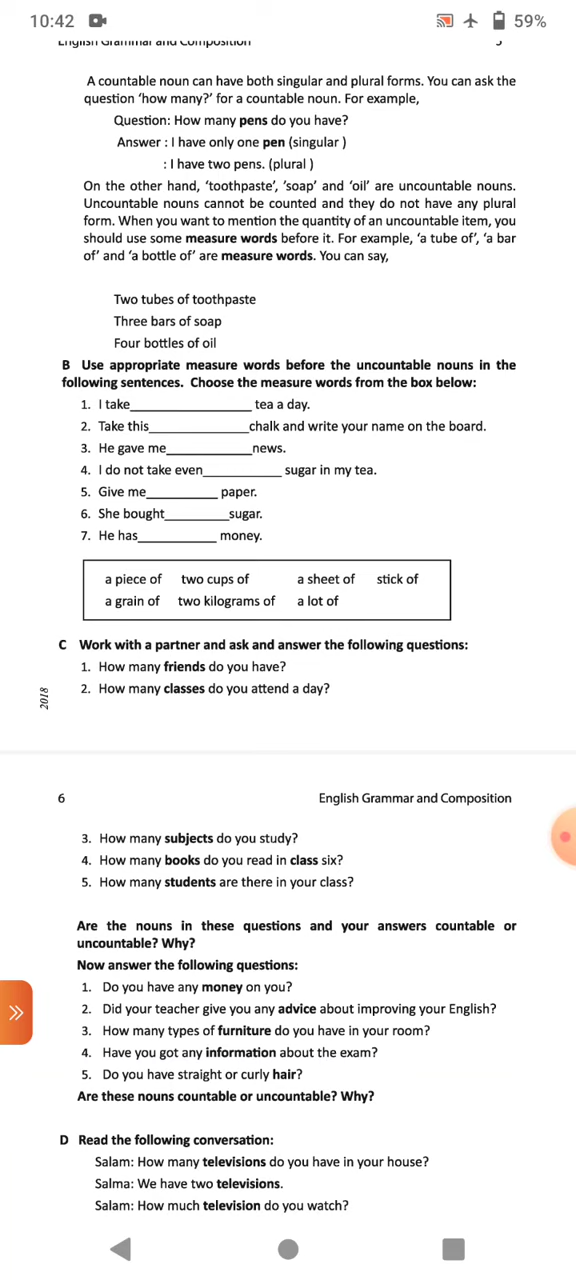 10:42
59%
English Grammar and Composition 5
A countable noun can have both singular and plural forms. You can ask the
question ‘how many?’ for a countable noun. For example,
Question: How many pens do you have?
Answer : I have only one pen (singular )
: I have two pens. (plural )
On the other hand, ‘toothpaste’, ’soap’ and ‘oil’ are uncountable nouns.
Uncountable nouns cannot be counted and they do not have any plural
form. When you want to mention the quantity of an uncountable item, you
should use some measure words before it. For example, ‘a tube of’, ‘a bar
of’ and ‘a bottle of’ are measure words. You can say,
Two tubes of toothpaste
Three bars of soap
Four bottles of oil
B Use appropriate measure words before the uncountable nouns in the
following sentences. Choose the measure words from the box below:
1. I take____________________ tea a day.
2. Take this________________chalk and write your name on the board.
3. He gave me______________news.
4. I do not take even_____________ sugar in my tea.
5. Give me____________ paper.
6. She bought__________sugar.
7. He has_____________ money.
a piece of two cups of a sheet of stick of
a grain of two kilograms of a lot of
C Work with a partner and ask and answer the following questions:
1. How many friends do you have?
2. How many classes do you attend a day?
2018
6 English Grammar and Composition
3. How many subjects do you study?
4. How many books do you read in class six?
5. How many students are there in your class?
Are the nouns in these questions and your answers countable or
uncountable? Why?
Now answer the following questions:
1. Do you have any money on you?
2. Did your teacher give you any advice about improving your English?
3. How many types of furniture do you have in your room?
4. Have you got any information about the exam?
5. Do you have straight or curly hair?
Are these nouns countable or uncountable? Why?
D Read the following conversation:
Salam: How many televisions do you have in your house?
Salma: We have two televisions.
Salam: How much television do you watch?